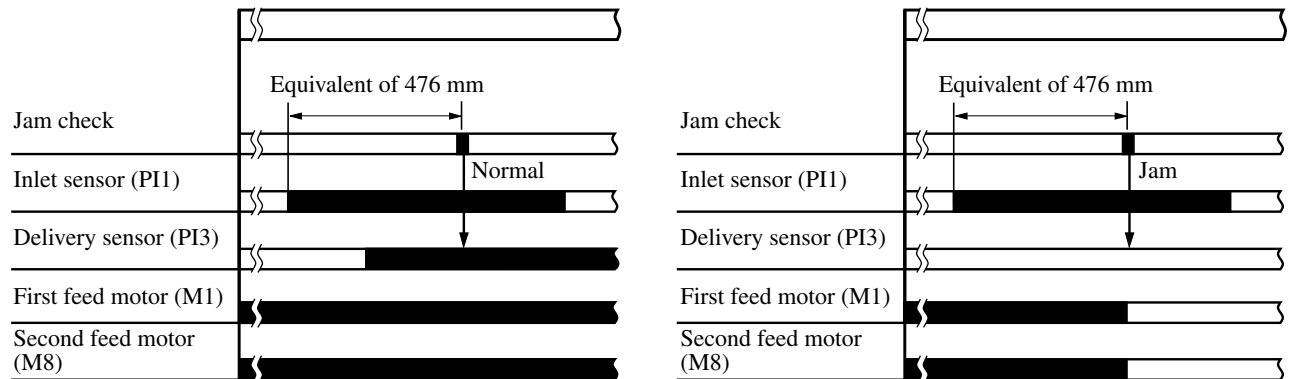 Equivalent of 476 mm
Jam check
Normal
Inlet sensor (PI1)
Delivery sensor (PI3)
First feed motor (M1)
Second feed motor
(M8)
Equivalent of 476 mm
Jam check
Jam
Inlet sensor (PI1)
Delivery sensor (PI3)
First feed motor (M1)
Second feed motor
(M8)